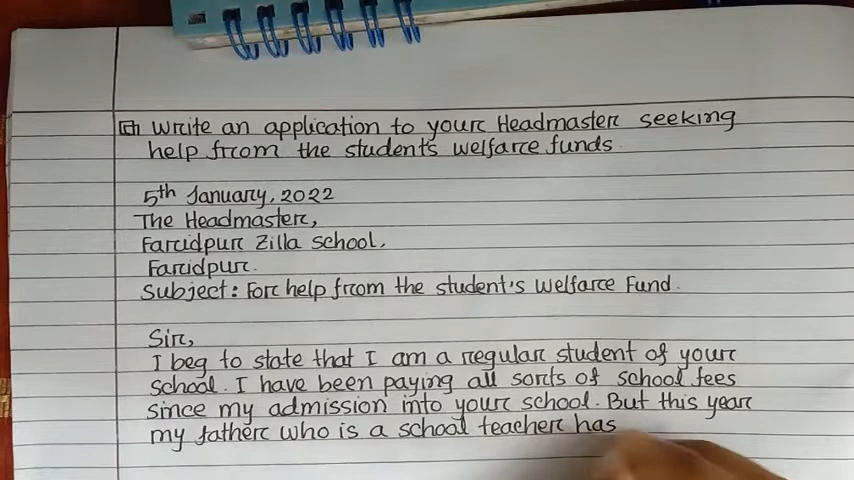 Write an application to your Headmaster seeking
help from the students welfare funds.
5th January, 2022
The Headmaster,
Faridpur Zilla School,
Faridpur.
Subject: For help from the student's Welfare Fund.
Sir,
I beg to state that I am a regular student of your
school. I have been paying all sorts of school fees
since my admission into your school. But this year
my father who is a school teacher has